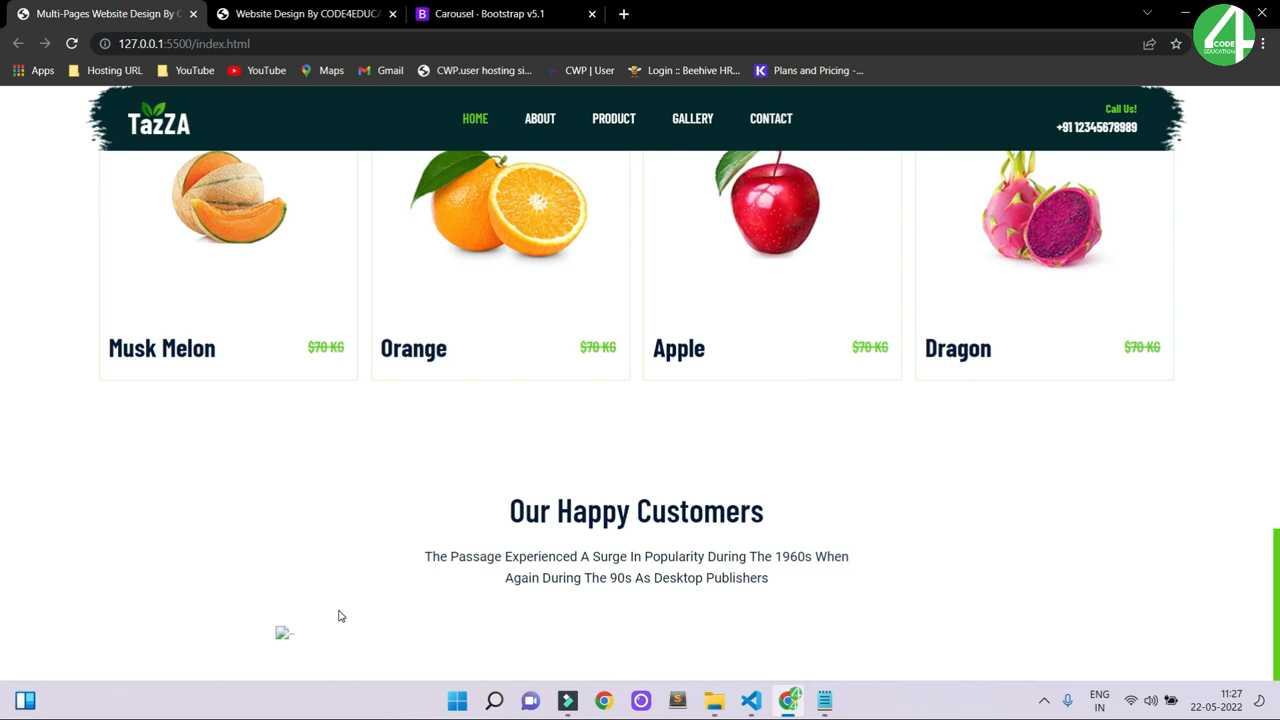 Multi-Pages Website Design By C
Website Design By CODE4EDUCA
Carousel - Bootstrap v5.1
127.0.0.1:5500/index.html
4
CODE
EDUCATION
Apps
Hosting URL
YouTube
YouTube
Maps
Gmail
CWP.user hosting si...
CWP | User
Login :: Beehive HR...
K
Plans and Pricing -...
TazZA
HOME
ABOUT
PRODUCT
GALLERY
CONTACT
Call Us!
+91 12345678989
Musk Melon
$70 KG
Orange
$70 KG
Apple
$70 KG
Dragon
$70 KG
Our Happy Customers
The Passage Experienced A Surge In Popularity During The 1960s When
Again During The 90s As Desktop Publishers
ENG
IN
11:27
22-05-2022